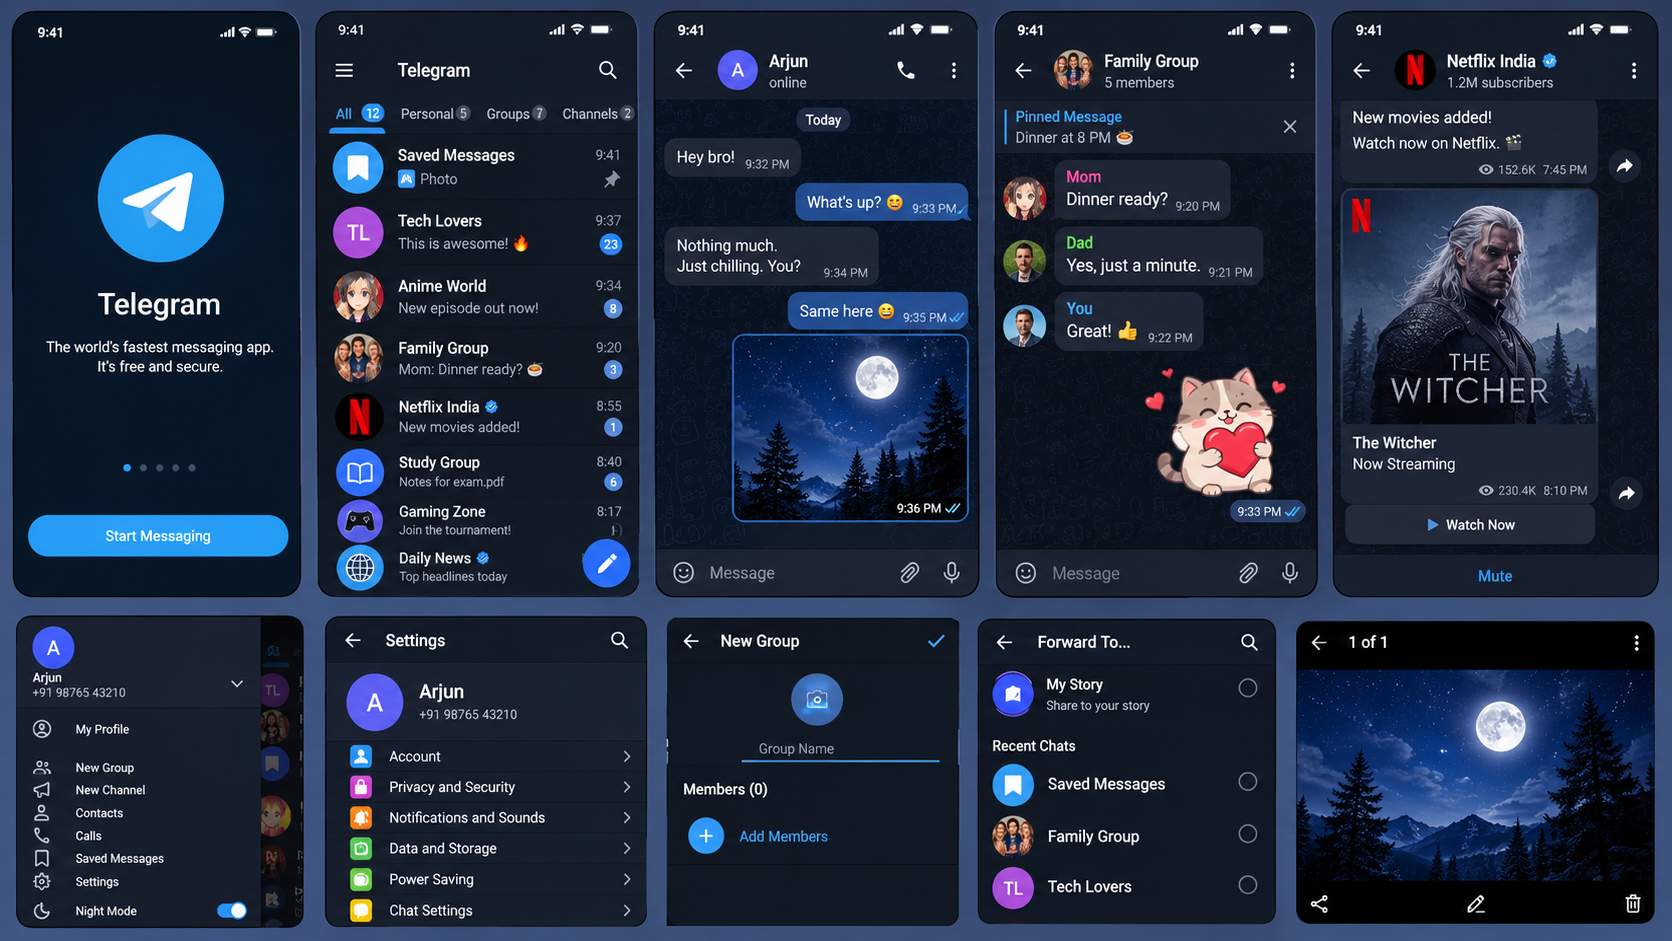 9:41
Telegram
The world's fastest messaging app.
It's free and secure.
Start Messaging
9:41
Telegram
All 12 Personal 5 Groups 7 Channels 2
Saved Messages 9:41
Photo
TL
Tech Lovers 9:37
This is awesome! 🔥 23
Anime World 9:34
New episode out now! 8
Family Group 9:20
Mom: Dinner ready? 🍲 3
N
Netflix India 8:55
New movies added! 1
Study Group 8:40
Notes for exam.pdf 6
Gaming Zone 8:17
Join the tournament!
Daily News
Top headlines today
9:41
A
Arjun
online
Today
Hey bro! 9:32 PM
What's up? 😄 9:33 PM
Nothing much.
Just chilling. You? 9:34 PM
Same here 😄 9:35 PM
9:36 PM
Message
9:41
Family Group
5 members
Pinned Message
Dinner at 8 PM 🍲
Mom
Dinner ready? 9:20 PM
Dad
Yes, just a minute. 9:21 PM
You
Great! 👍 9:22 PM
9:33 PM
Message
9:41
N
Netflix India
1.2M subscribers
New movies added!
Watch now on Netflix. 🎬
152.6K 7:45 PM
N
THE
WITCHER
The Witcher
Now Streaming
230.4K 8:10 PM
Watch Now
Mute
A
Arjun
+91 98765 43210
My Profile
New Group
New Channel
Contacts
Calls
Saved Messages
Settings
Night Mode
TL
Settings
A
Arjun
+91 98765 43210
Account
Privacy and Security
Notifications and Sounds
Data and Storage
Power Saving
Chat Settings
New Group
Group Name
Members (0)
Add Members
Forward To...
My Story
Share to your story
Recent Chats
Saved Messages
Family Group
TL
Tech Lovers
1 of 1